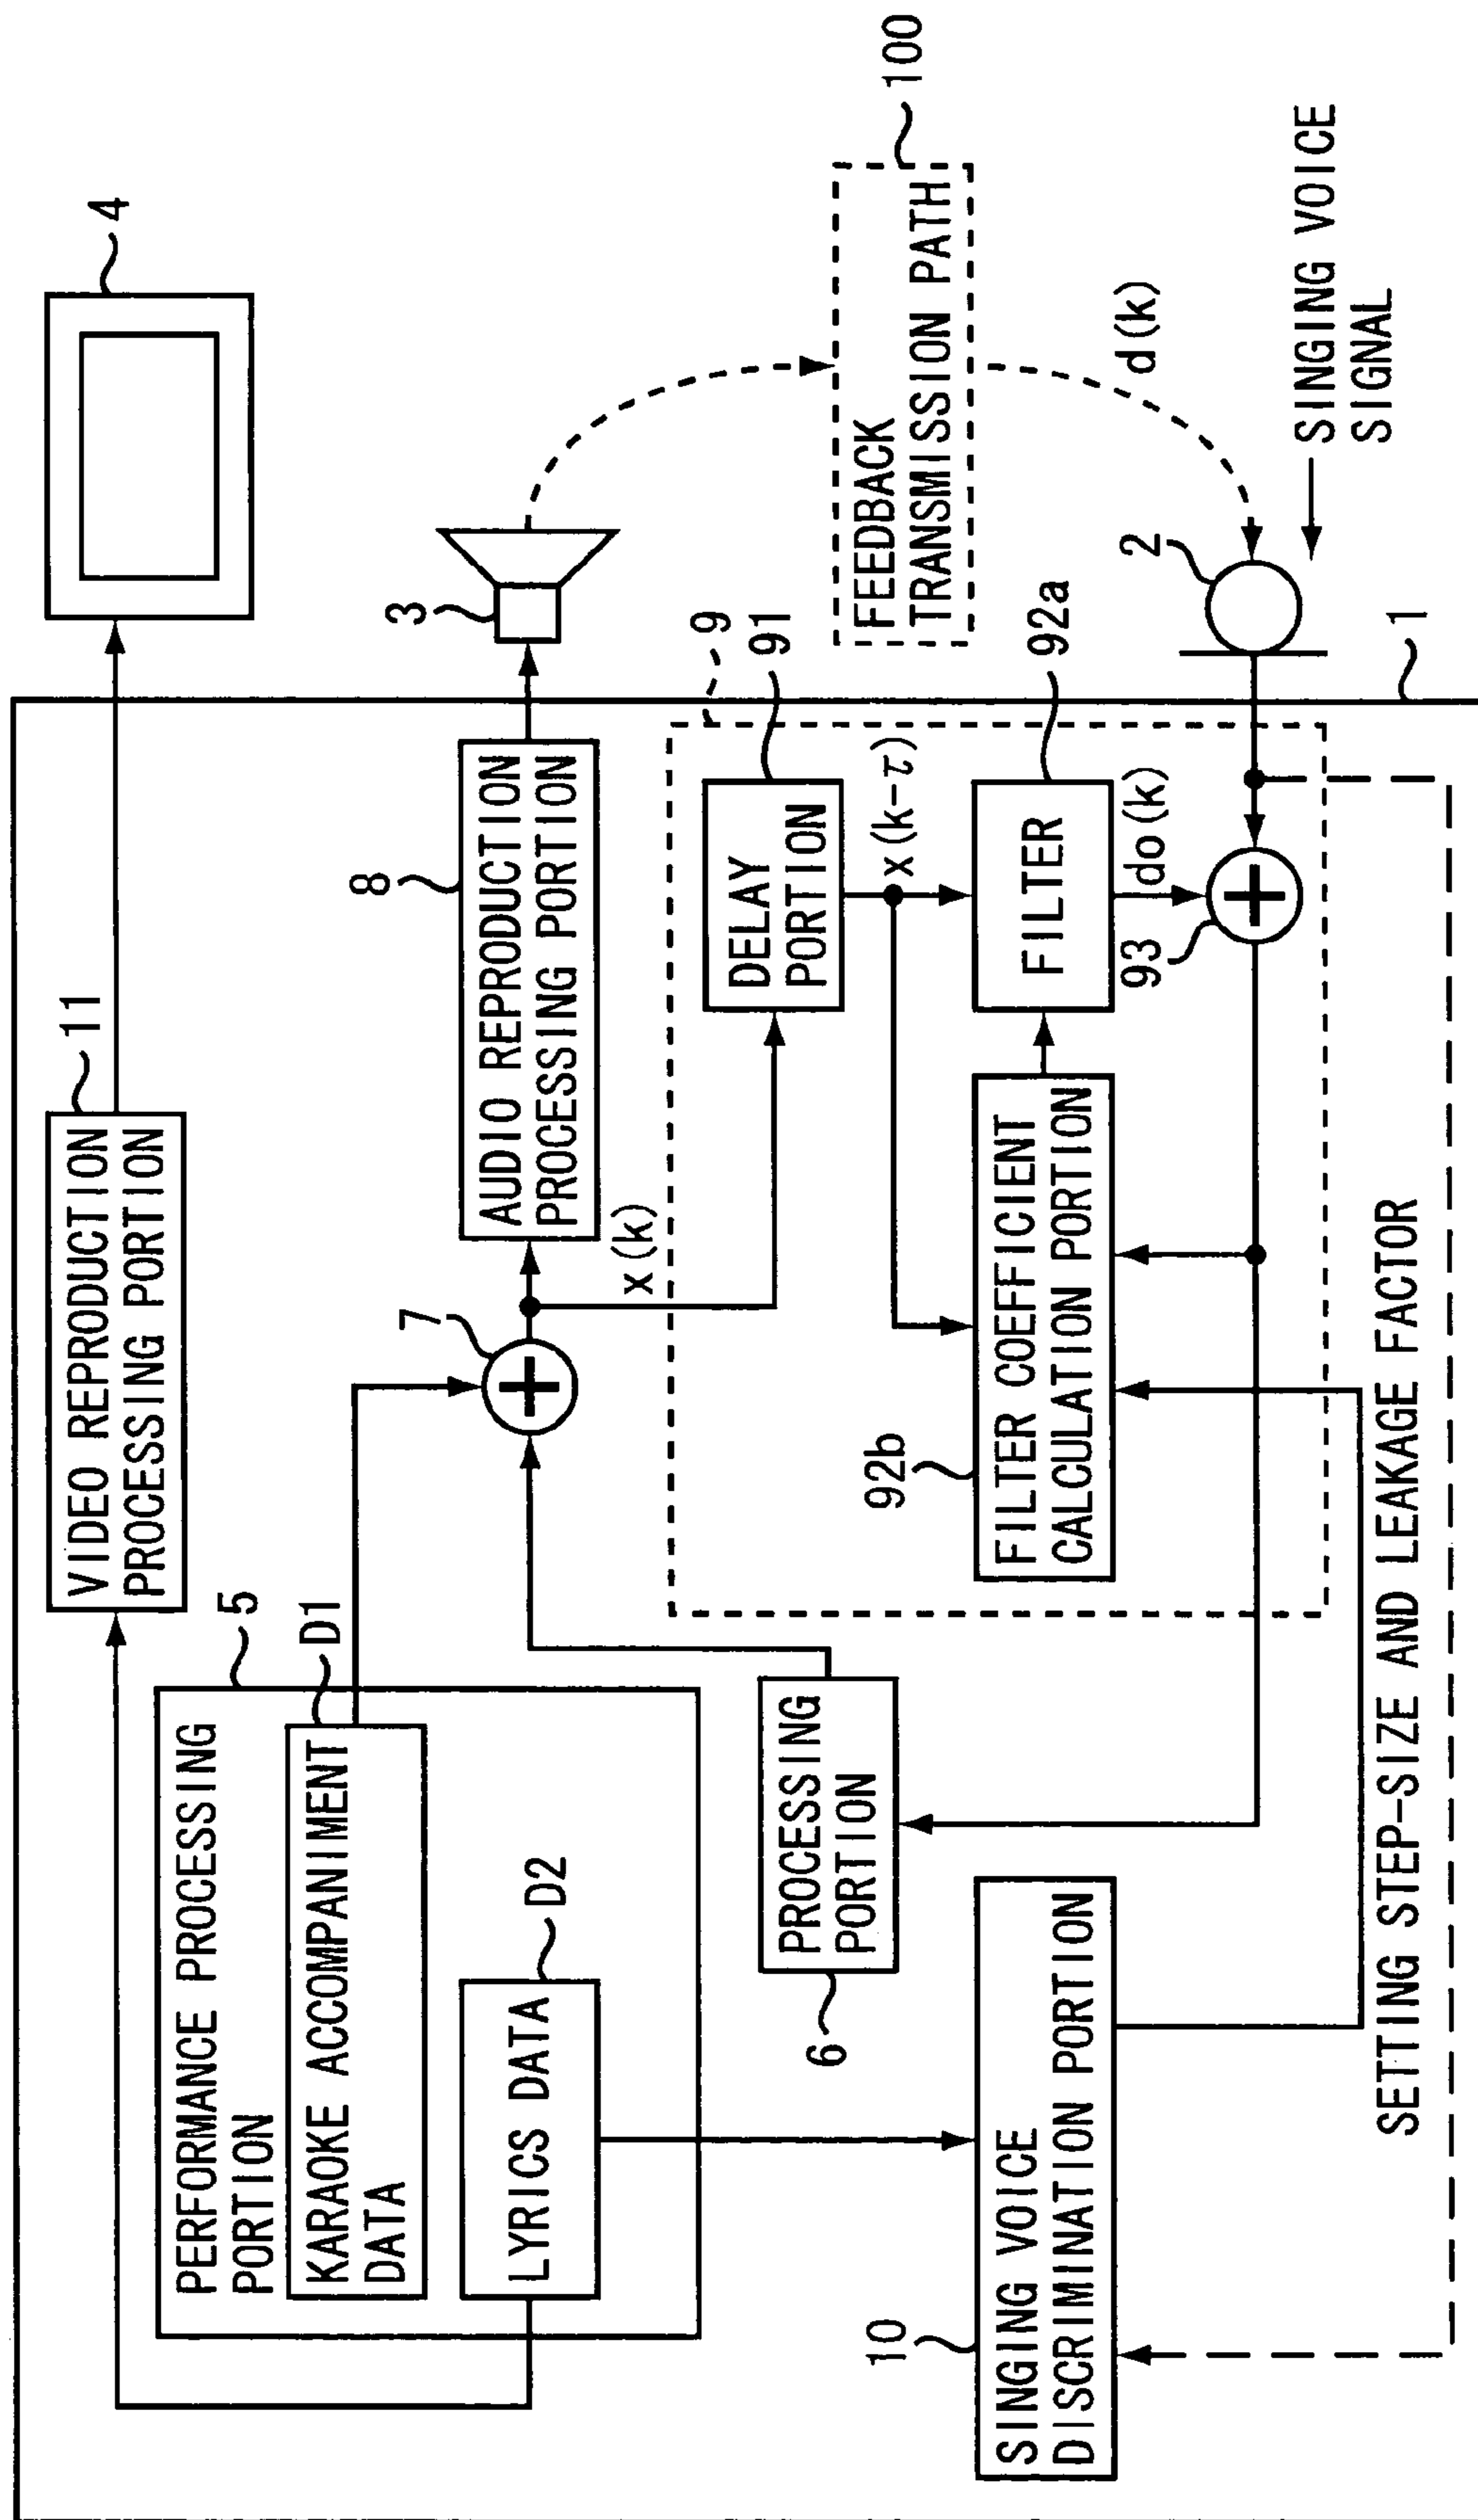 4
11
VIDEO REPRODUCTION
PROCESSING PORTION
5
PERFORMANCE PROCESSING
PORTION
D1
KARAOKE ACCOMPANIMENT
DATA
D2
LYRICS DATA
7
8
AUDIO REPRODUCTION
PROCESSING PORTION
3
x(k)
9
91
DELAY
PORTION
x(k-τ)
6
PROCESSING
PORTION
100
FEEDBACK
TRANSMISSION PATH
10
SINGING VOICE
DISCRIMINATION PORTION
92b
FILTER COEFFICIENT
CALCULATION PORTION
92a
FILTER
do(k)
93
d(k)
2
SINGING VOICE
SIGNAL
1
SETTING STEP-SIZE AND LEAKAGE FACTOR